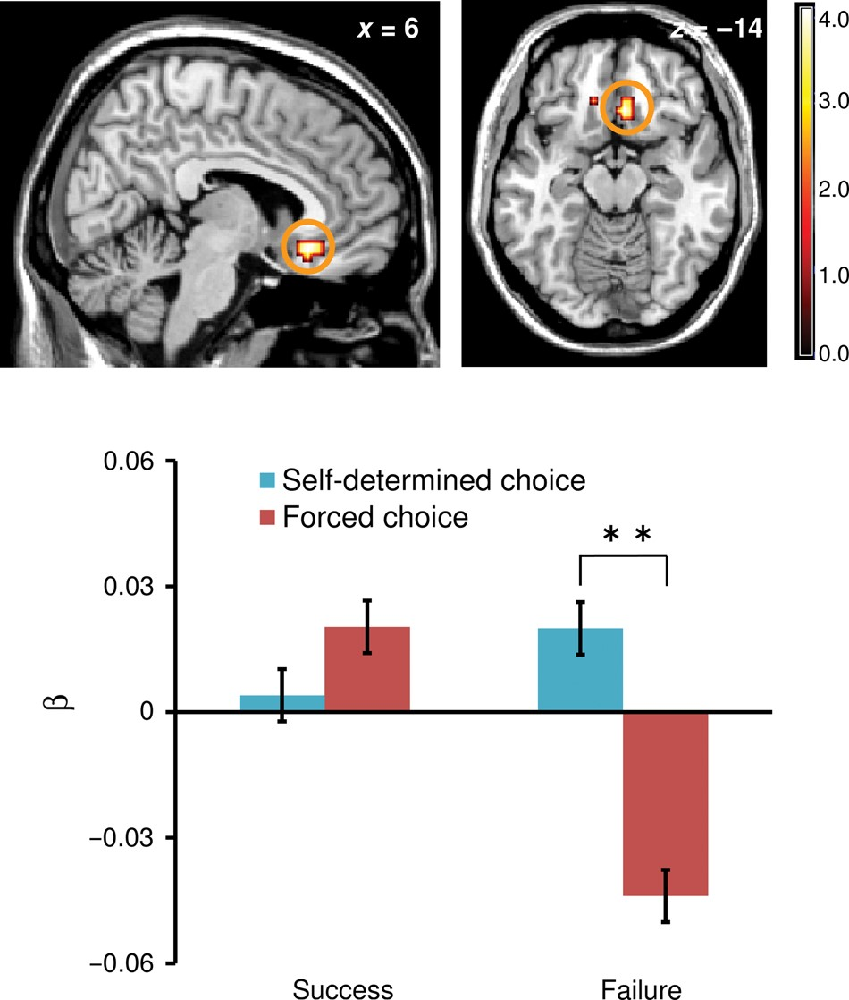 x = 6
z = −14
4.0
3.0
2.0
1.0
0.0
0.06
Self-determined choice
Forced choice
* *
0.03
β
0
−0.03
−0.06
Success Failure